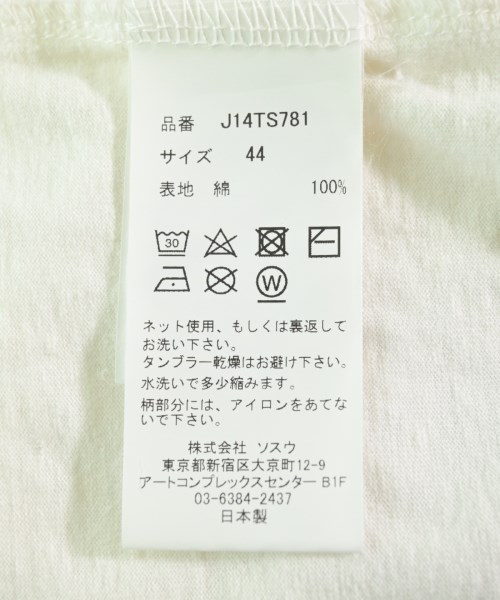 品番 J14TS781
サイズ 44
表地 綿 100%
30
W
ネット使用、もしくは裏返して
お洗い下さい。
タンブラー乾燥はお避け下さい。
水洗いで多少縮みます。
柄部分には、アイロンをあてな
いで下さい。
株式会社 ソスウ
東京都新宿区大京町12-9
アートコンプレックスセンター B1F
03-6384-2437
日本製